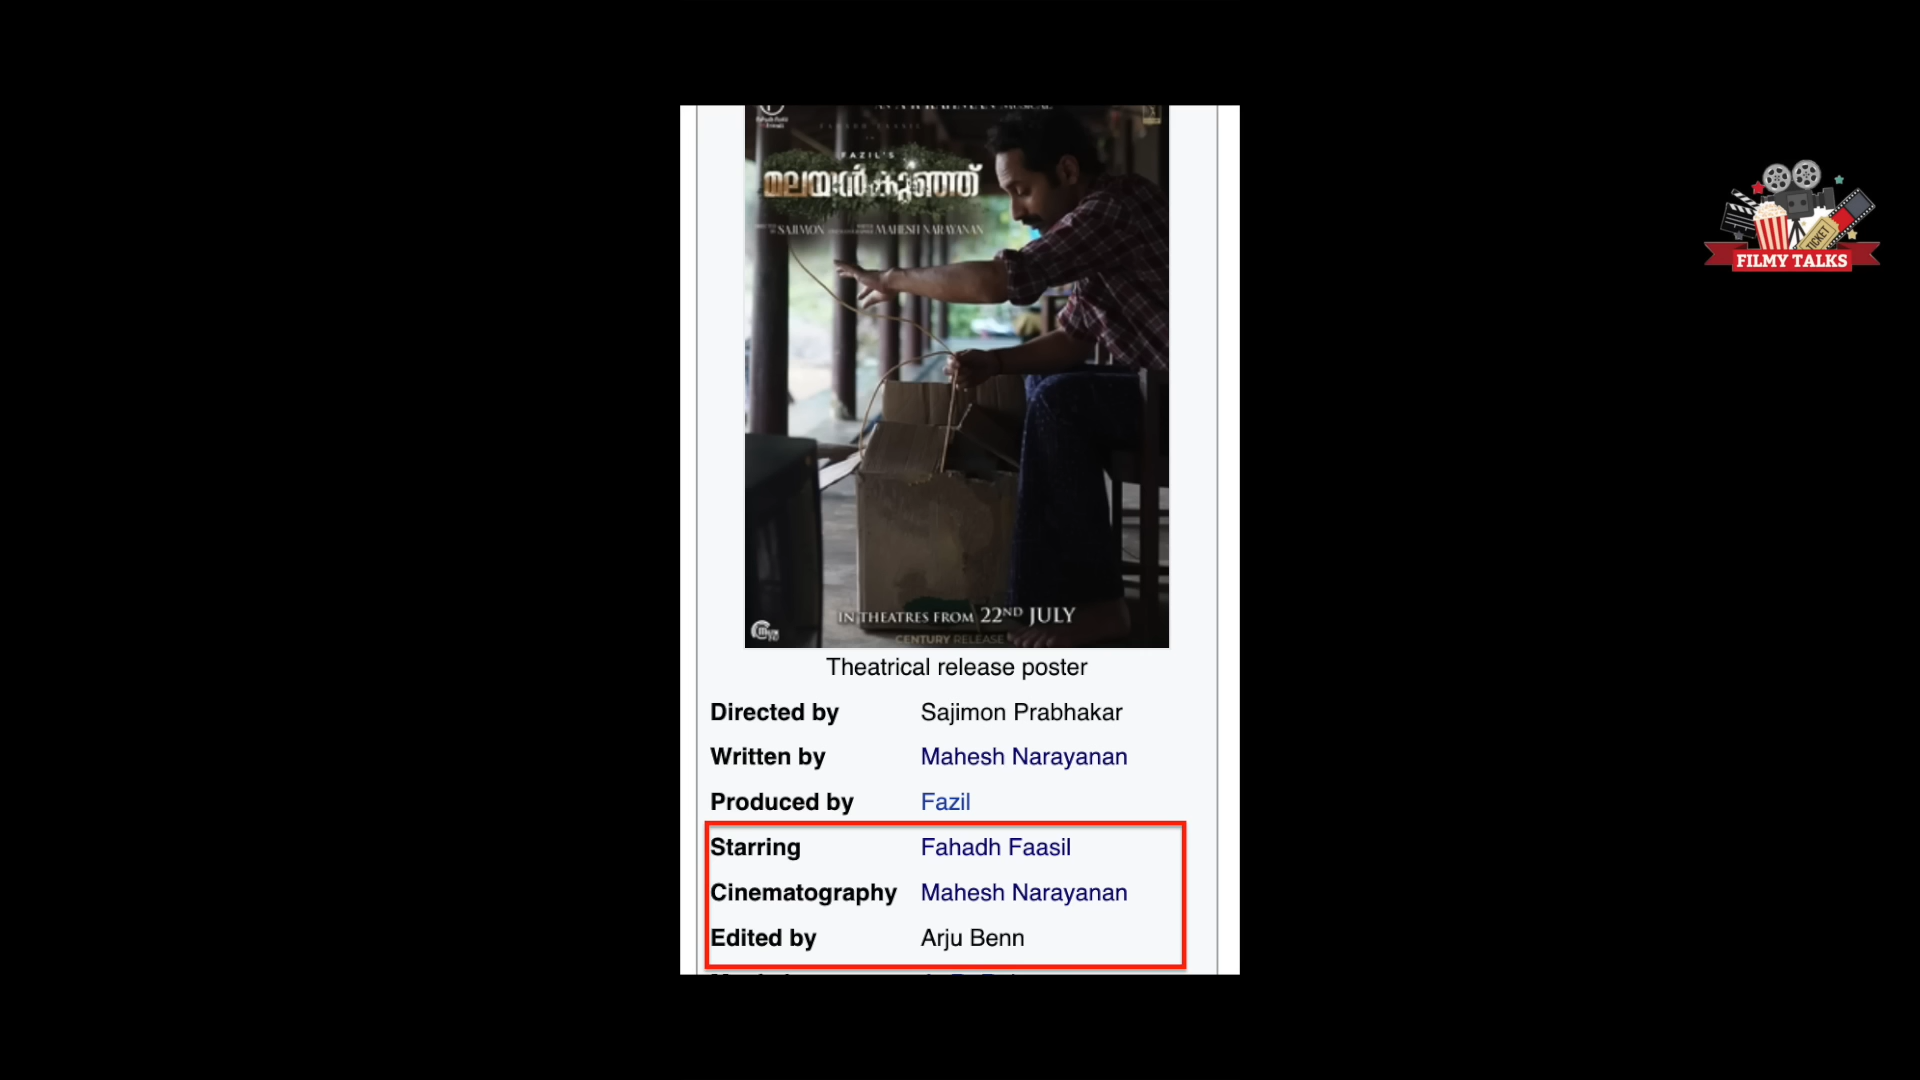 FAHADH FAASIL
FAZIL'S
മലയൻകുഞ്ഞ്
SAJIMON MAHESH NARAYANAN
IN THEATRES FROM 22ND JULY
CENTURY RELEASE
Theatrical release poster
Directed by Sajimon Prabhakar
Written by Mahesh Narayanan
Produced by Fazil
Starring Fahadh Faasil
Cinematography Mahesh Narayanan
Edited by Arju Benn
TICKET
FILMY TALKS